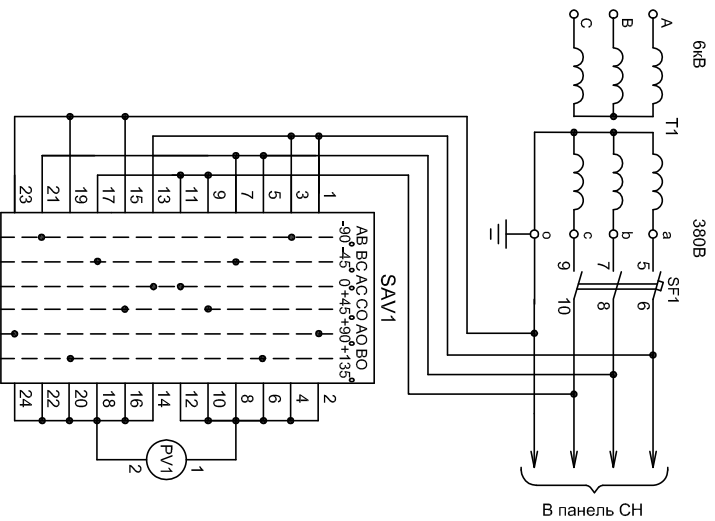 C B A
6кВ
T1
380В
o c b a
9 7 5
SF1
10 8 6
23 21 19 17 15 13 11 9 7 5 3 1
AB BC AC CO AO BO
-90° -45° 0° +45° +90° +135°
SAV1
24 22 20 18 16 14 12 10 8 6 4 2
2 PV1 1
В панель СН